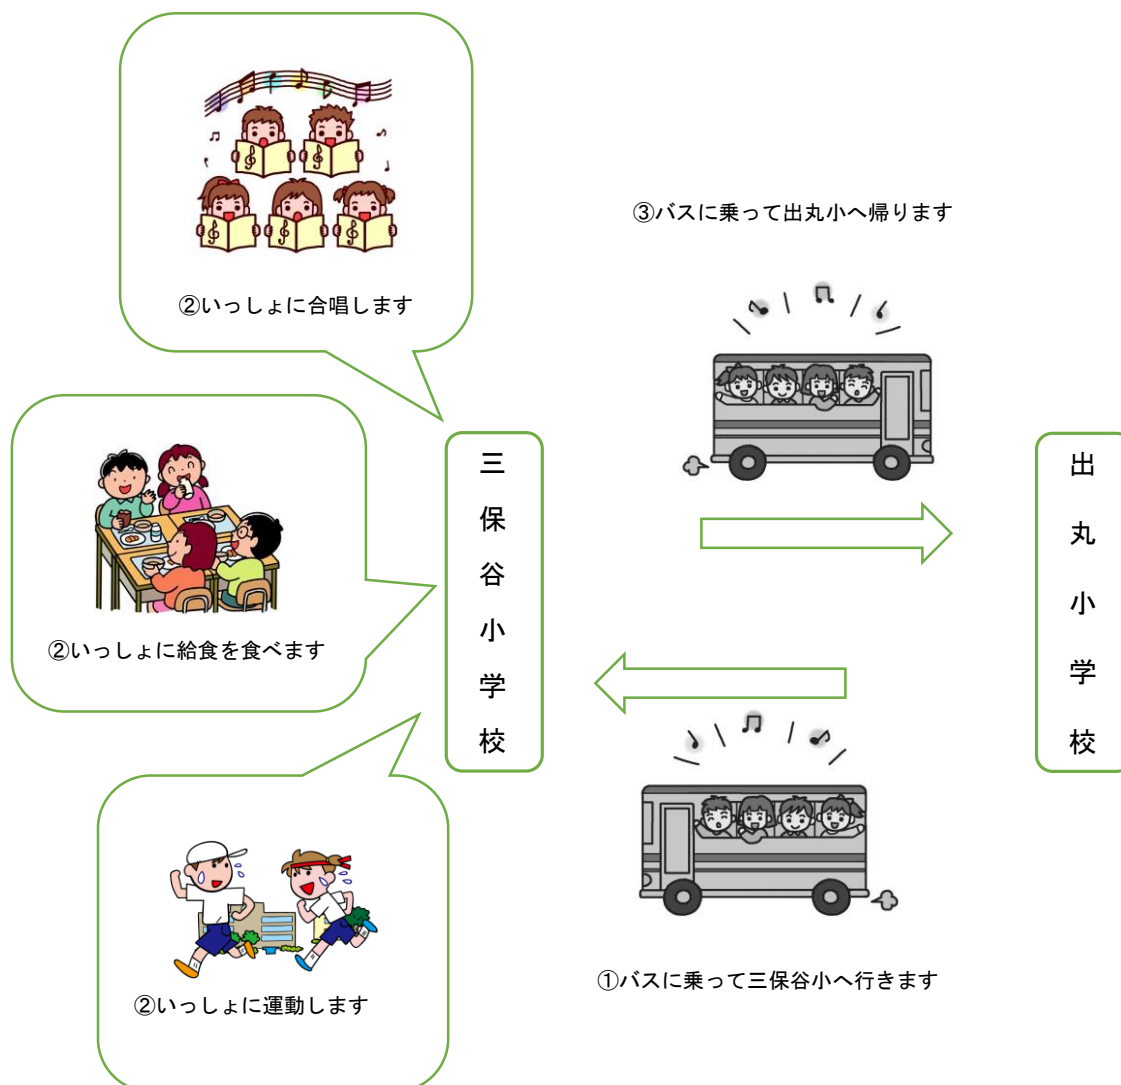 ②いっしょに合唱します
③バスに乗って出丸小へ帰ります
三保谷小学校
出丸小学校
②いっしょに給食を食べます
②いっしょに運動します
①バスに乗って三保谷小へ行きます